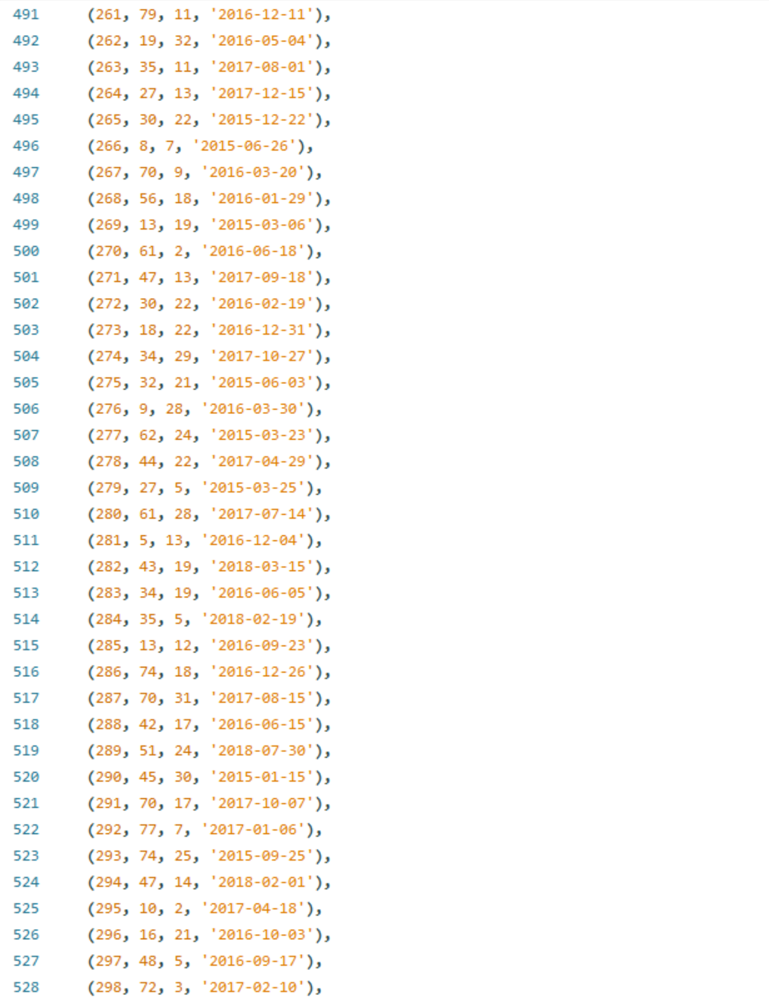 491 (261, 79, 11, '2016-12-11'),
492 (262, 19, 32, '2016-05-04'),
493 (263, 35, 11, '2017-08-01'),
494 (264, 27, 13, '2017-12-15'),
495 (265, 30, 22, '2015-12-22'),
496 (266, 8, 7, '2015-06-26'),
497 (267, 70, 9, '2016-03-20'),
498 (268, 56, 18, '2016-01-29'),
499 (269, 13, 19, '2015-03-06'),
500 (270, 61, 2, '2016-06-18'),
501 (271, 47, 13, '2017-09-18'),
502 (272, 30, 22, '2016-02-19'),
503 (273, 18, 22, '2016-12-31'),
504 (274, 34, 29, '2017-10-27'),
505 (275, 32, 21, '2015-06-03'),
506 (276, 9, 28, '2016-03-30'),
507 (277, 62, 24, '2015-03-23'),
508 (278, 44, 22, '2017-04-29'),
509 (279, 27, 5, '2015-03-25'),
510 (280, 61, 28, '2017-07-14'),
511 (281, 5, 13, '2016-12-04'),
512 (282, 43, 19, '2018-03-15'),
513 (283, 34, 19, '2016-06-05'),
514 (284, 35, 5, '2018-02-19'),
515 (285, 13, 12, '2016-09-23'),
516 (286, 74, 18, '2016-12-26'),
517 (287, 70, 31, '2017-08-15'),
518 (288, 42, 17, '2016-06-15'),
519 (289, 51, 24, '2018-07-30'),
520 (290, 45, 30, '2015-01-15'),
521 (291, 70, 17, '2017-10-07'),
522 (292, 77, 7, '2017-01-06'),
523 (293, 74, 25, '2015-09-25'),
524 (294, 47, 14, '2018-02-01'),
525 (295, 10, 2, '2017-04-18'),
526 (296, 16, 21, '2016-10-03'),
527 (297, 48, 5, '2016-09-17'),
528 (298, 72, 3, '2017-02-10'),